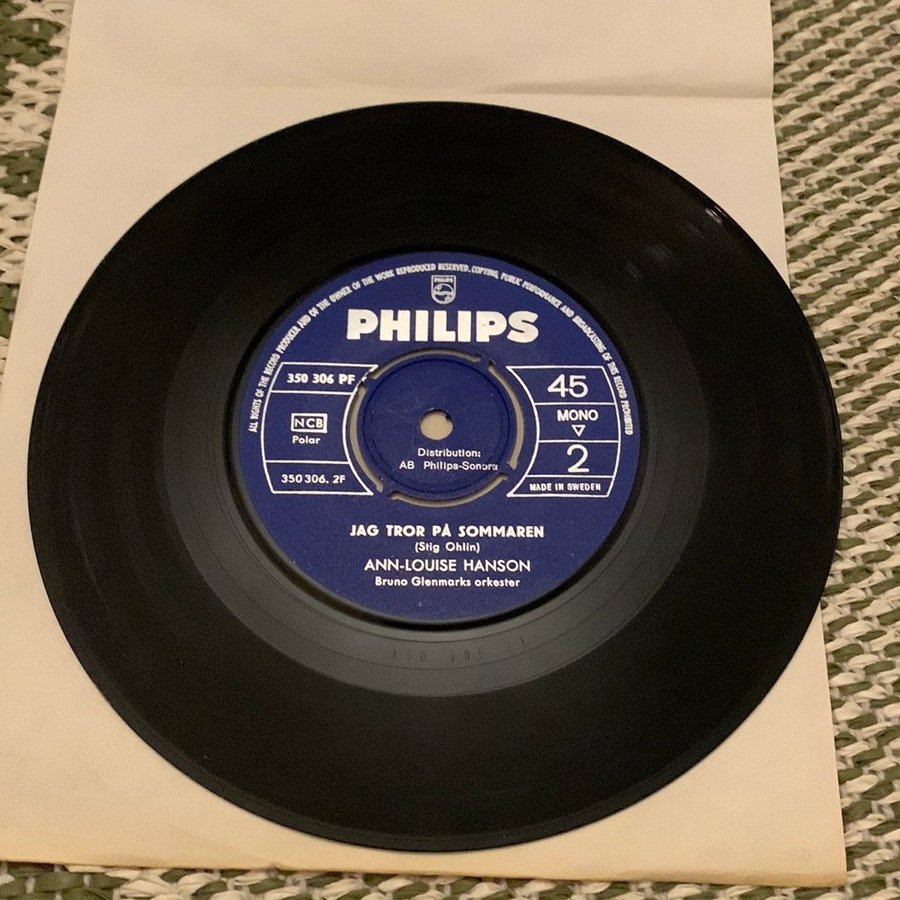 ALL RIGHTS OF THE RECORD PRODUCER AND OF THE OWNER OF THE WORK REPRODUCED RESERVED. COPYING, PUBLIC PERFORMANCE AND BROADCASTING OF THIS RECORD PROHIBITED
PHILIPS
PHILIPS
350 306 PF
NCB
Polar
350 306. 2F
45
MONO
2
MADE IN SWEDEN
Distribution:
AB Philips-Sonora
JAG TROR PÅ SOMMAREN
(Stig Ohlin)
ANN-LOUISE HANSON
Bruno Glenmarks orkester